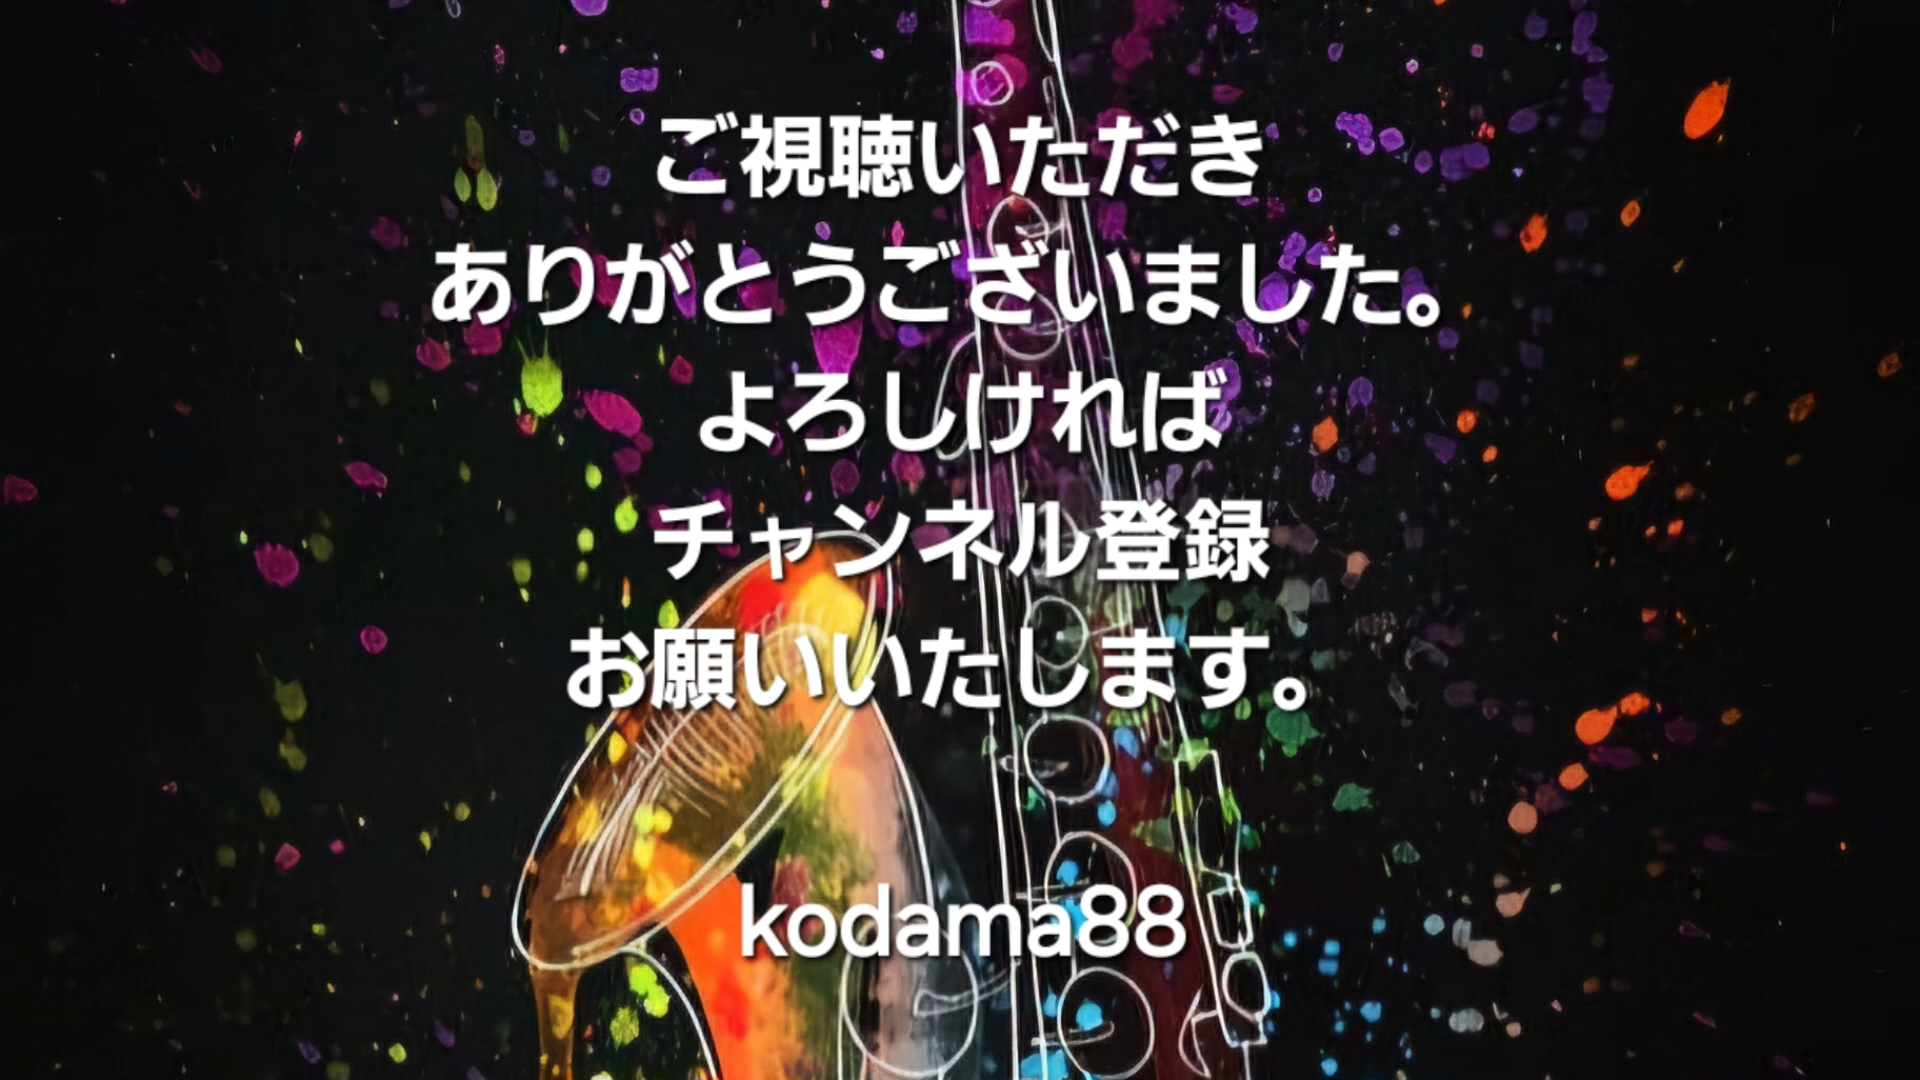 ご視聴いただき
ありがとうございました。
よろしければ
チャンネル登録
お願いいたします。
kodama88